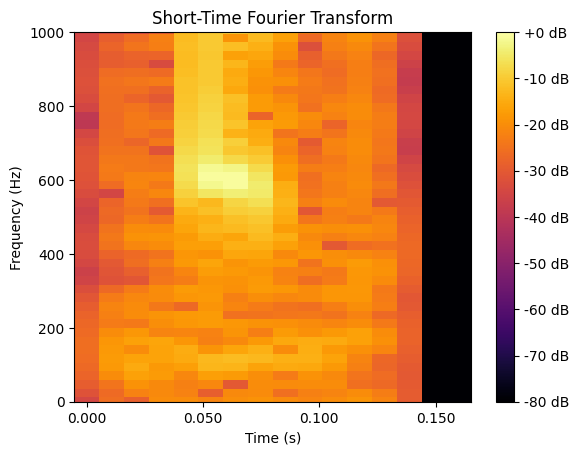 Short-Time Fourier Transform
1000
800
600
400
200
0
Frequency (Hz)
0.000
0.050
0.100
0.150
Time (s)
+0 dB
-10 dB
-20 dB
-30 dB
-40 dB
-50 dB
-60 dB
-70 dB
-80 dB